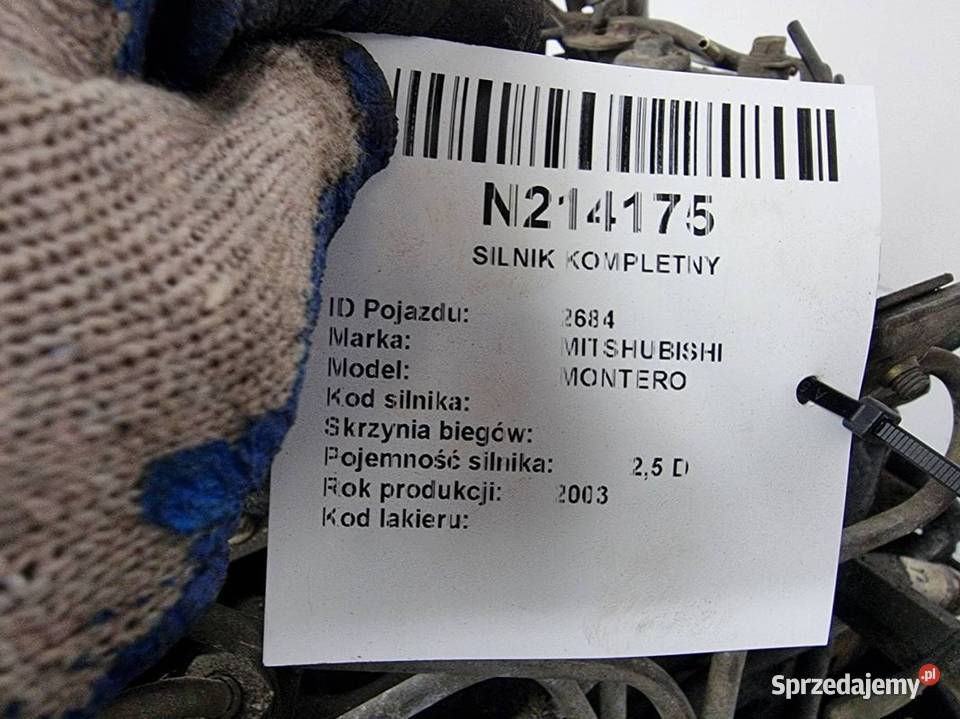 N214175
SILNIK KOMPLETNY
ID Pojazdu: 2684
Marka: MITSHUBISHI
Model: MONTERO
Kod silnika:
Skrzynia biegów:
Pojemność silnika: 2,5 D
Rok produkcji: 2003
Kod lakieru:
Sprzedajemy.pl